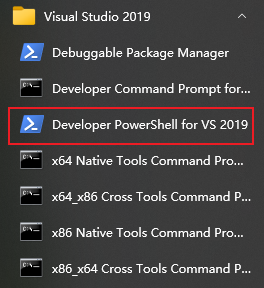 Visual Studio 2019
Debuggable Package Manager
Developer Command Prompt for...
Developer PowerShell for VS 2019
x64 Native Tools Command Pro...
x64_x86 Cross Tools Command P...
x86 Native Tools Command Pro...
x86_x64 Cross Tools Command P...